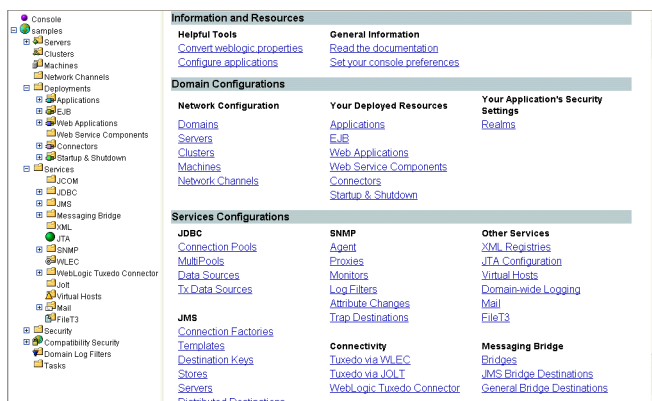 Console
samples
Servers
Clusters
Machines
Network Channels
Deployments
Applications
EJB
Web Applications
Web Service Components
Connectors
Startup & Shutdown
Services
JCOM
JDBC
JMS
Messaging Bridge
XML
JTA
SNMP
WLEC
WebLogic Tuxedo Connector
Jolt
Virtual Hosts
Mail
FileT3
Security
Compatibility Security
Domain Log Filters
Tasks
Information and Resources
Helpful Tools
Convert weblogic.properties
Configure applications
General Information
Read the documentation
Set your console preferences
Domain Configurations
Network Configuration
Domains
Servers
Clusters
Machines
Network Channels
Your Deployed Resources
Applications
EJB
Web Applications
Web Service Components
Connectors
Startup & Shutdown
Your Application's Security
Settings
Realms
Services Configurations
JDBC
Connection Pools
MultiPools
Data Sources
Tx Data Sources
JMS
Connection Factories
Templates
Destination Keys
Stores
Servers
Distributed Destinations
SNMP
Agent
Proxies
Monitors
Log Filters
Attribute Changes
Trap Destinations
Connectivity
Tuxedo via WLEC
Tuxedo via JOLT
WebLogic Tuxedo Connector
Other Services
XML Registries
JTA Configuration
Virtual Hosts
Domain-wide Logging
Mail
FileT3
Messaging Bridge
Bridges
JMS Bridge Destinations
General Bridge Destinations